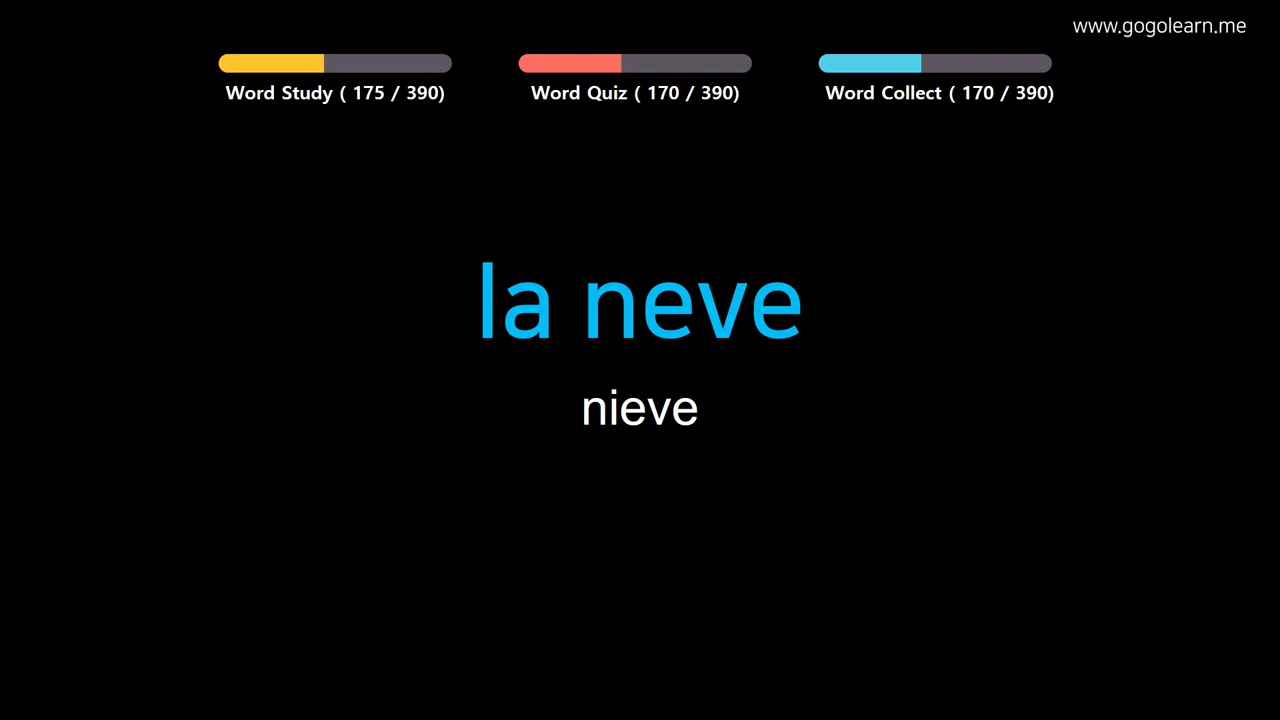 www.gogolearn.me
Word Study ( 175 / 390)
Word Quiz ( 170 / 390)
Word Collect ( 170 / 390)
la neve
nieve